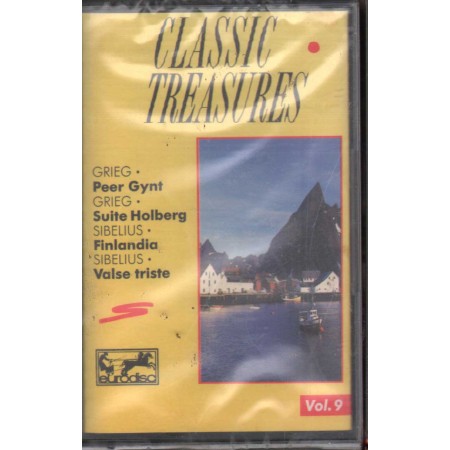 CLASSIC
TREASURES
GRIEG •
Peer Gynt
GRIEG •
Suite Holberg
SIBELIUS •
Finlandia
SIBELIUS •
Valse triste
eurodisc
Vol. 9